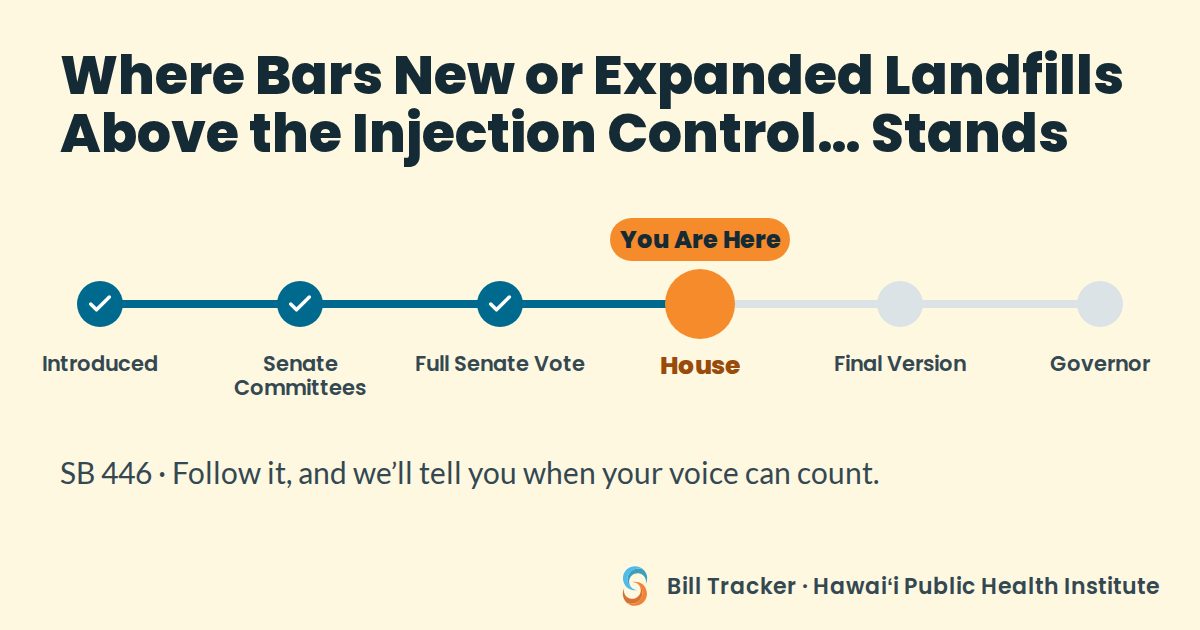 Where Bars New or Expanded Landfills
Above the Injection Control... Stands
You Are Here
Introduced
Senate
Committees
Full Senate Vote
House
Final Version
Governor
SB 446 · Follow it, and we’ll tell you when your voice can count.
Bill Tracker · Hawaiʻi Public Health Institute